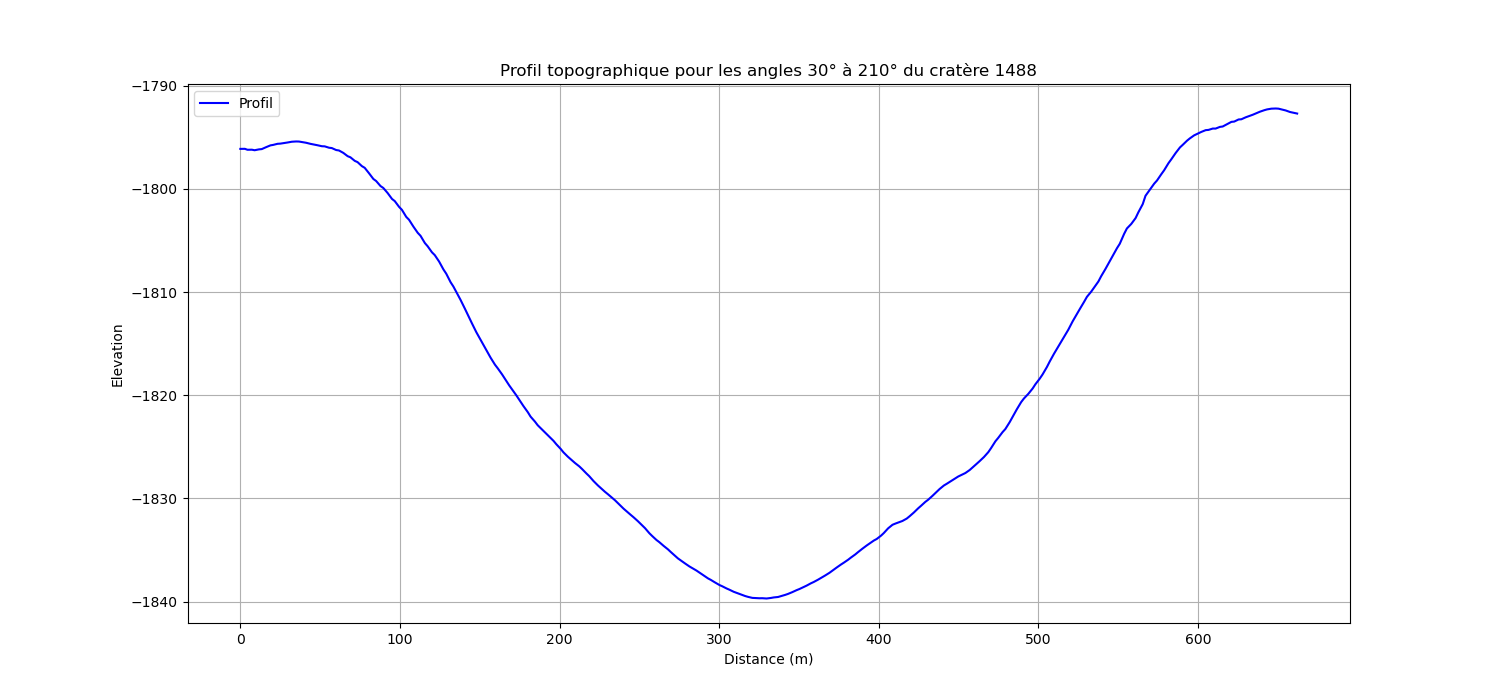 Profil topographique pour les angles 30° à 210° du cratère 1488
Profil
Elevation
−1790
−1800
−1810
−1820
−1830
−1840
0 100 200 300 400 500 600
Distance (m)